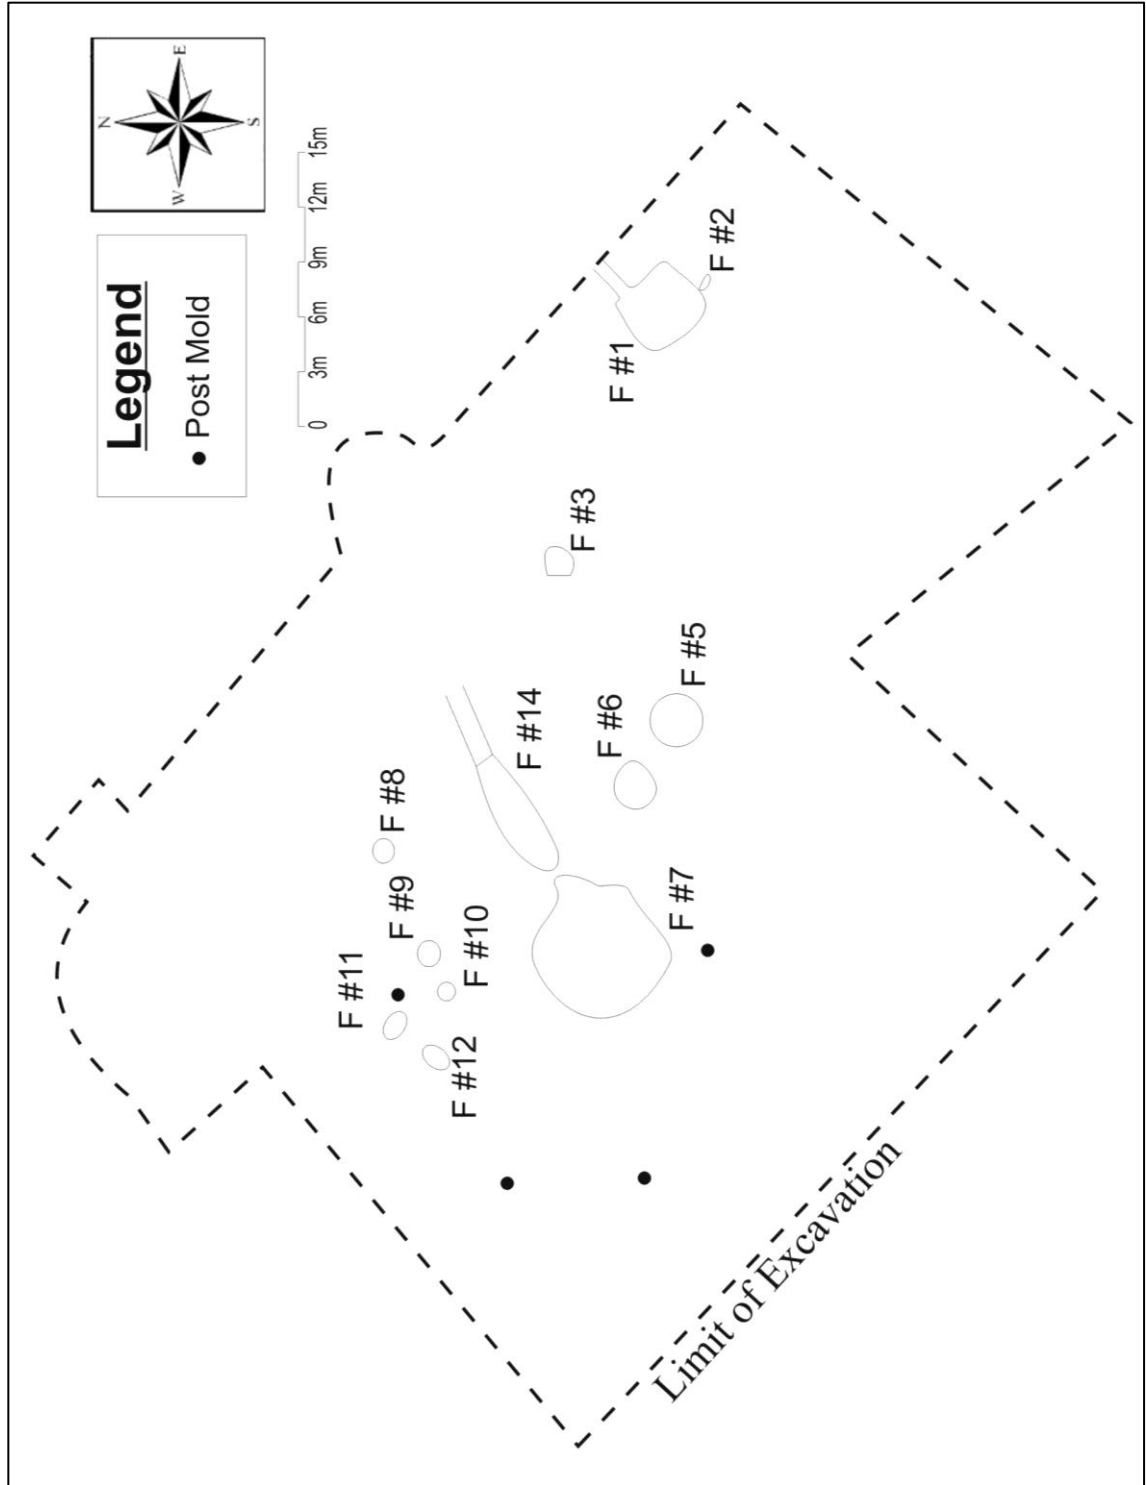 N
E
S
W
Legend
Post Mold
0 3m 6m 9m 12m 15m
F #1
F #2
F #3
F #5
F #6
F #14
F #7
F #8
F #9
F #10
F #11
F #12
Limit of Excavation